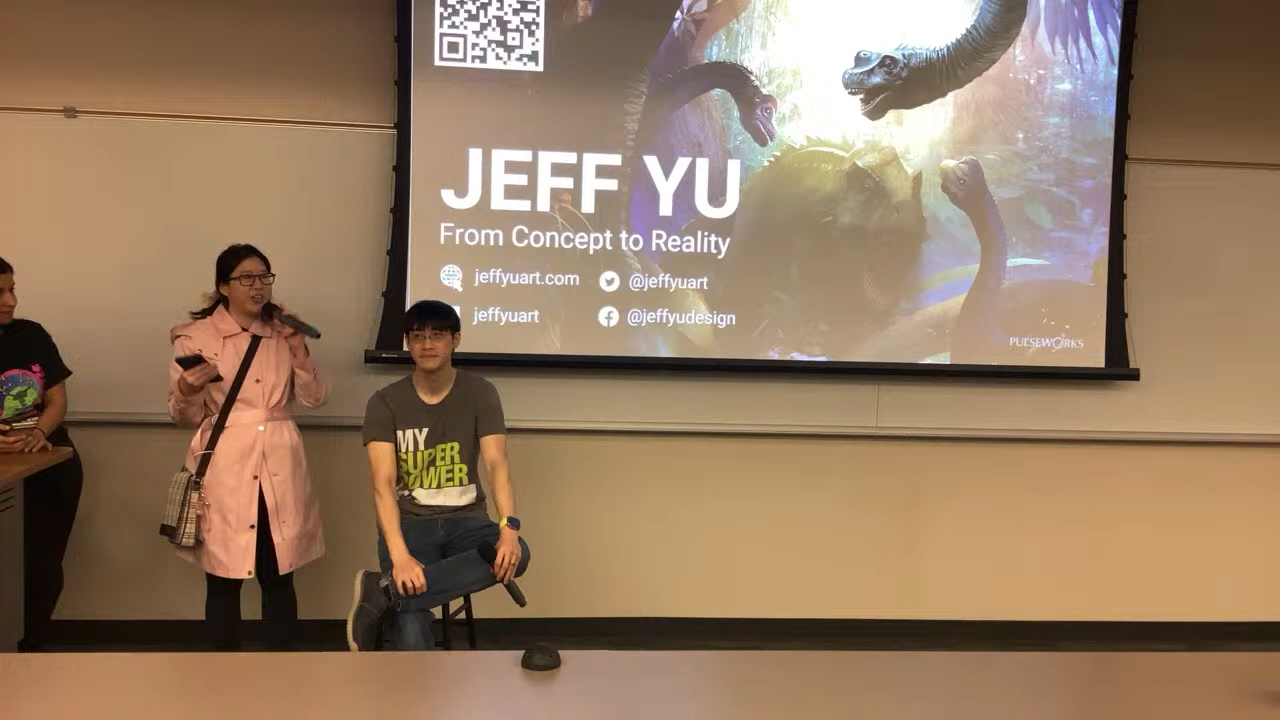 JEFF YU
From Concept to Reality
jeffyuart.com
@jeffyuart
jeffyuart
@jeffyudesign
PULSEWORKS
MY
SUPER
POWER